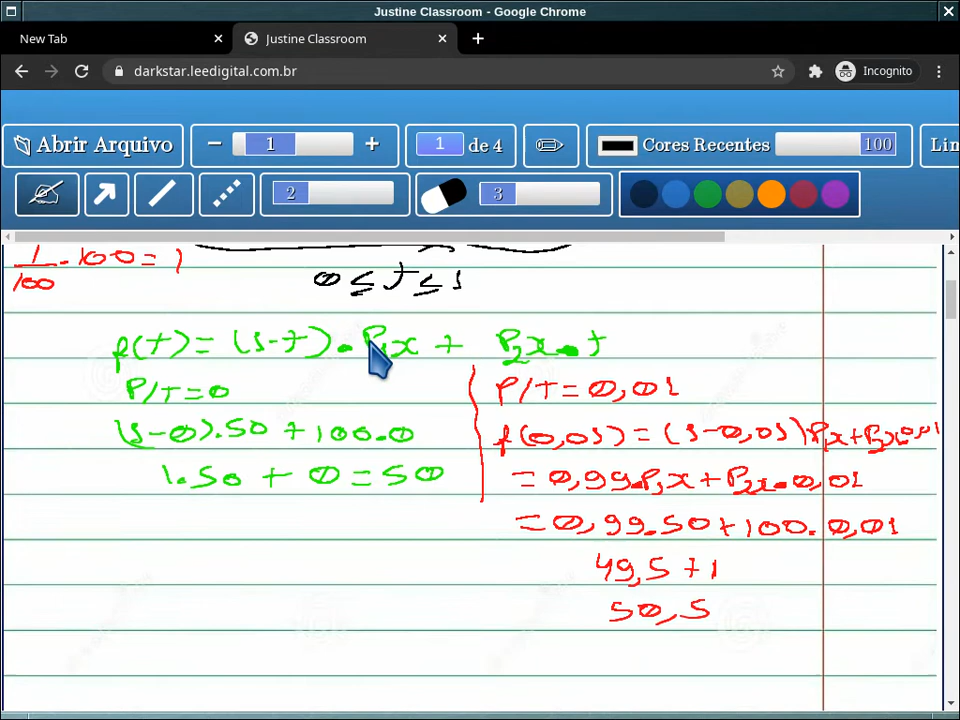 Justine Classroom - Google Chrome
New Tab
Justine Classroom
darkstar.leedigital.com.br
Incognito
Abrir Arquivo
− 1 +
1 de 4
Cores Recentes
100
Lin
2
3
1/100 . 100 = 1
0 ≤ t ≤ 1
f(t) = (1-t) . P₁x + P₂x . t
P/T=0
(1-0).50 + 100.0
1.50 + 0 = 50
P/T = 0,01
f(0,01) = (1-0,01)P₁x+P₂x.0,01
= 0,99.P₁x + P₂x.0,01
= 0,99.50 + 100.0,01
49,5 + 1
50,5